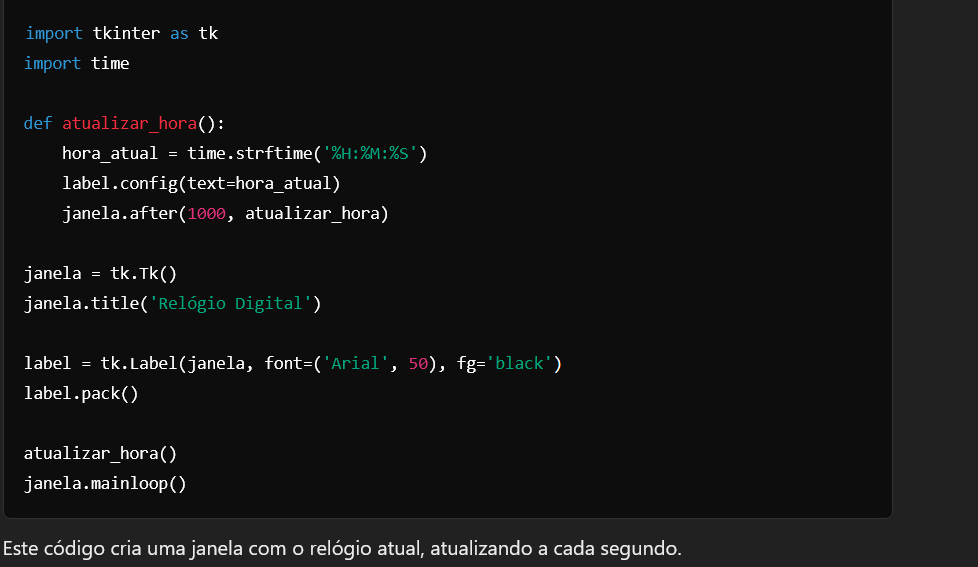 import tkinter as tk
import time
def atualizar_hora():
    hora_atual = time.strftime('%H:%M:%S')
    label.config(text=hora_atual)
    janela.after(1000, atualizar_hora)
janela = tk.Tk()
janela.title('Relógio Digital')
label = tk.Label(janela, font=('Arial', 50), fg='black')
label.pack()
atualizar_hora()
janela.mainloop()
Este código cria uma janela com o relógio atual, atualizando a cada segundo.